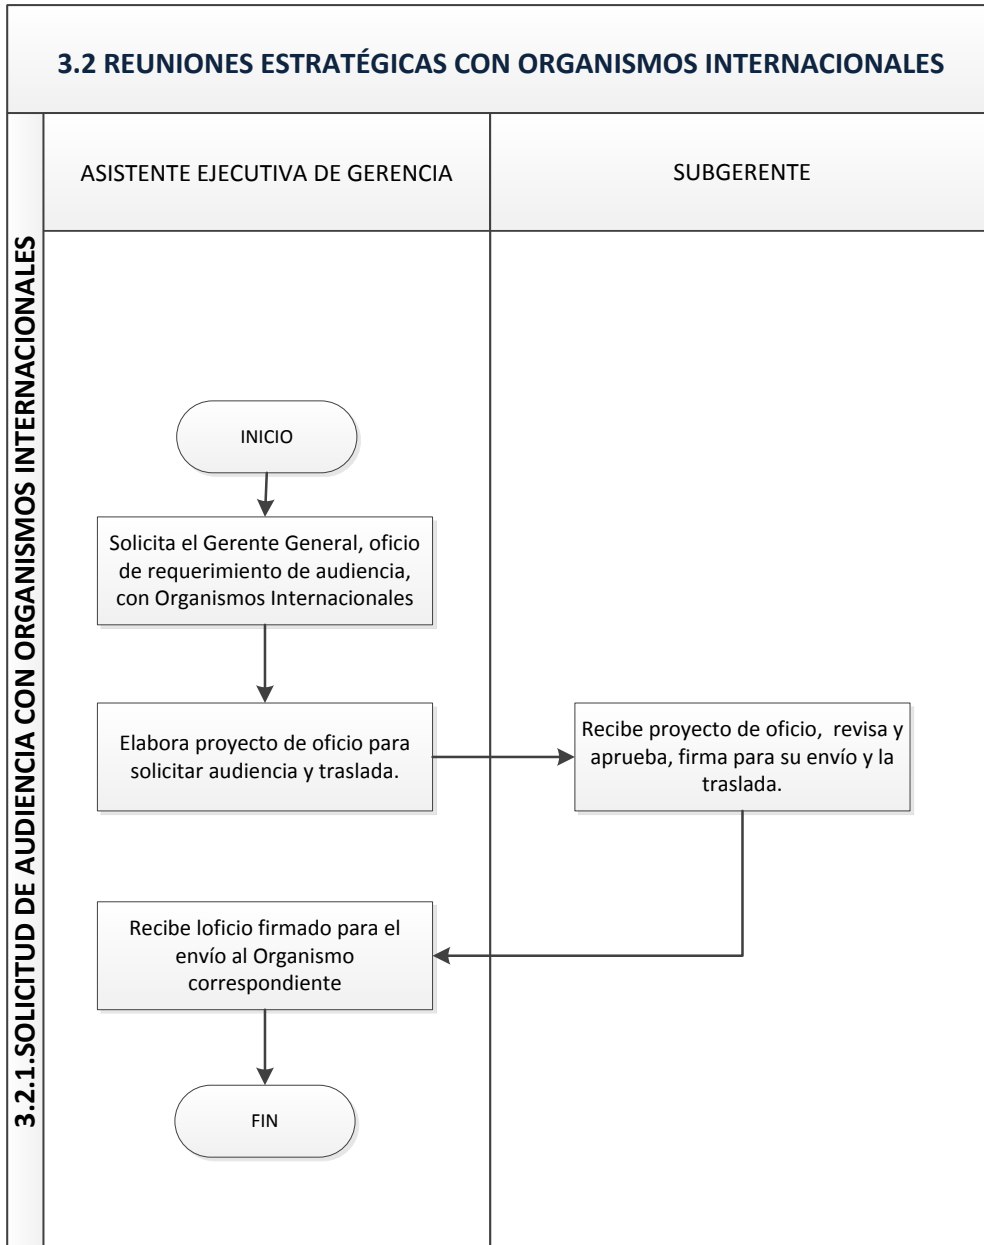 3.2 REUNIONES ESTRATÉGICAS CON ORGANISMOS INTERNACIONALES
3.2.1.SOLICITUD DE AUDIENCIA CON ORGANISMOS INTERNACIONALES
ASISTENTE EJECUTIVA DE GERENCIA
SUBGERENTE
INICIO
Solicita el Gerente General, oficio
de requerimiento de audiencia,
con Organismos Internacionales
Elabora proyecto de oficio para
solicitar audiencia y traslada.
Recibe proyecto de oficio, revisa y
aprueba, firma para su envío y la
traslada.
Recibe loficio firmado para el
envío al Organismo
correspondiente
FIN